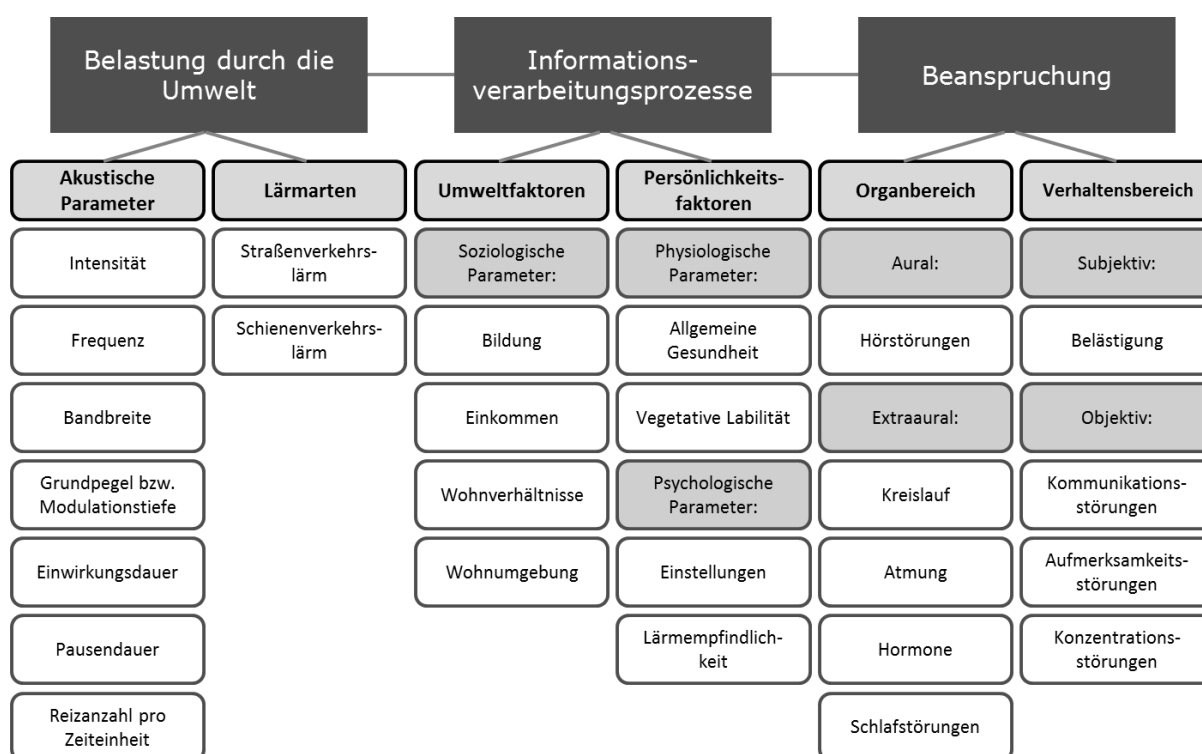 Belastung durch die
Umwelt
Informations-
verarbeitungsprozesse
Beanspruchung
Akustische
Parameter
Lärmarten
Umweltfaktoren
Persönlichkeits-
faktoren
Organbereich
Verhaltensbereich
Intensität
Straßenverkehrs-
lärm
Soziologische
Parameter:
Physiologische
Parameter:
Aural:
Subjektiv:
Frequenz
Schienenverkehrs-
lärm
Bildung
Allgemeine
Gesundheit
Hörstörungen
Belästigung
Bandbreite
Einkommen
Vegetative Labilität
Extraaural:
Objektiv:
Grundpegel bzw.
Modulationstiefe
Wohnverhältnisse
Psychologische
Parameter:
Kreislauf
Kommunikations-
störungen
Einwirkungsdauer
Wohnumgebung
Einstellungen
Atmung
Aufmerksamkeits-
störungen
Pausendauer
Lärmempfindlich-
keit
Hormone
Konzentrations-
störungen
Reizanzahl pro
Zeiteinheit
Schlafstörungen